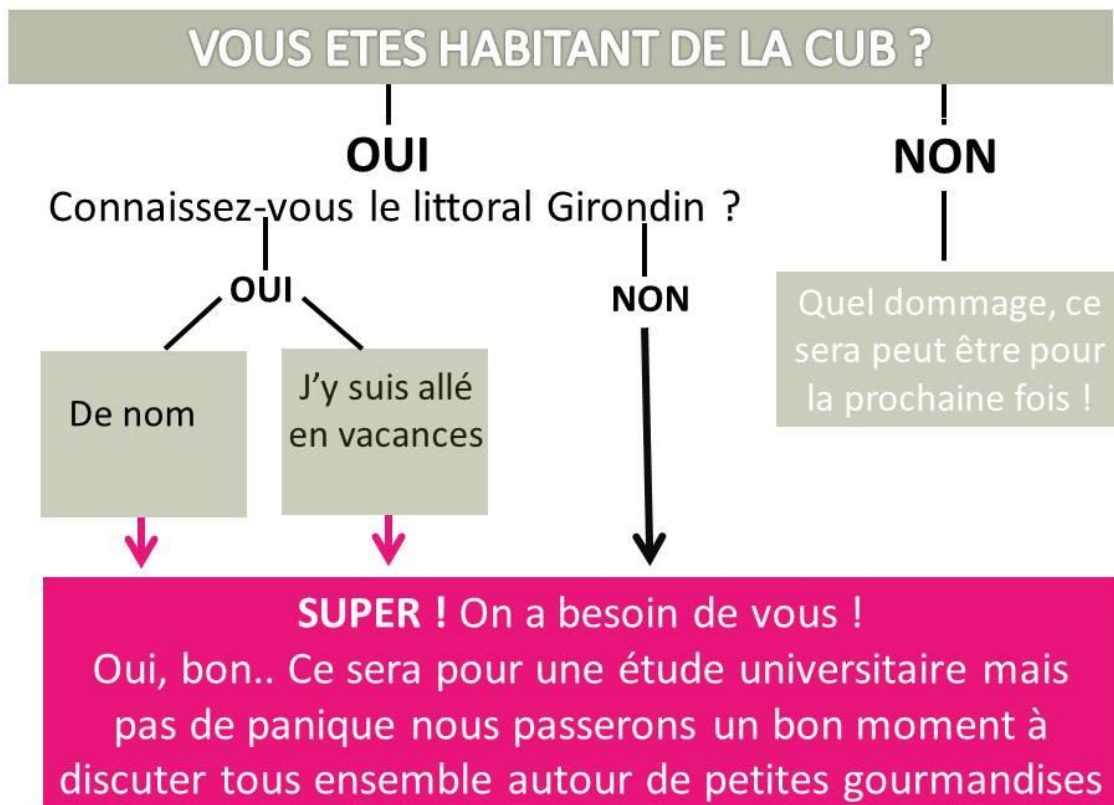 VOUS ETES HABITANT DE LA CUB ?
OUI
NON
Connaissez-vous le littoral Girondin ?
OUI
NON
De nom
J’y suis allé
en vacances
Quel dommage, ce
sera peut être pour
la prochaine fois !
SUPER ! On a besoin de vous !
Oui, bon.. Ce sera pour une étude universitaire mais
pas de panique nous passerons un bon moment à
discuter tous ensemble autour de petites gourmandises